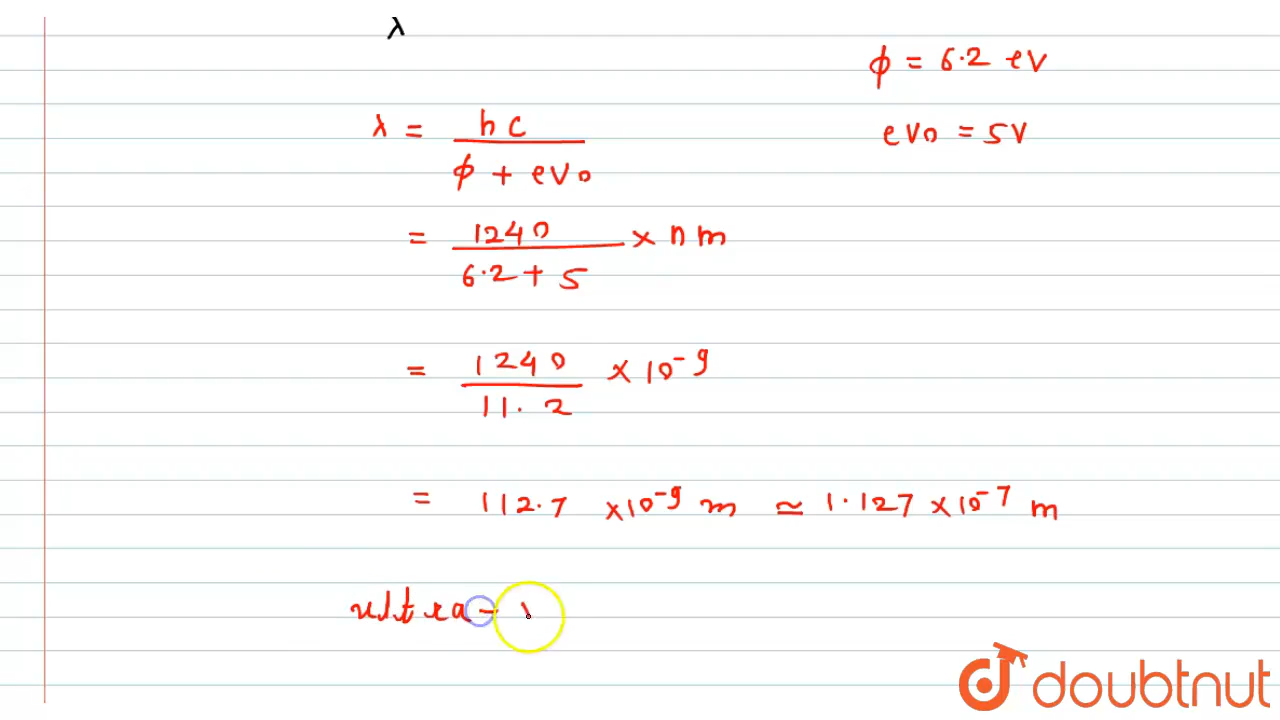 λ
ϕ = 6.2 eV
eV0 = 5V
λ = hc / ϕ + eV0
= 1240 / 6.2 + 5 × nm
= 1240 / 11.2 × 10⁻⁹
= 112.7 × 10⁻⁹ m ≃ 1.127 × 10⁻⁷ m
ultra -
doubtnut